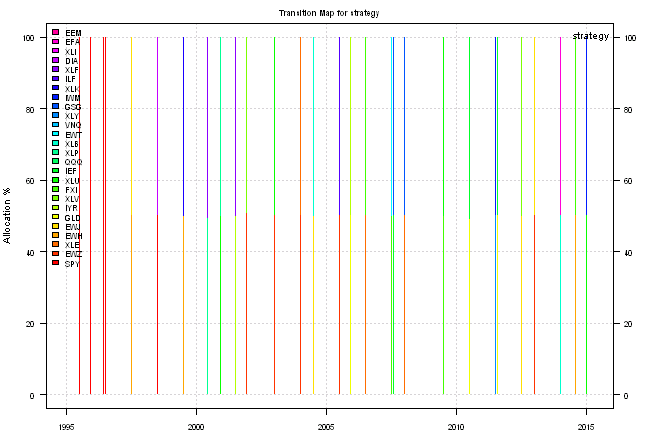 Transition Map for strategy
strategy
100
80
60
40
20
0
Allocation %
100
80
60
40
20
0
EEM
EFA
XLI
DIA
XLF
ILF
XLK
IWM
GSG
XLY
VNQ
EWT
XLB
XLP
QQQ
IEF
XLU
FXI
XLV
IYR
GLD
EWJ
EWH
XLE
EWZ
SPY
1995
2000
2005
2010
2015